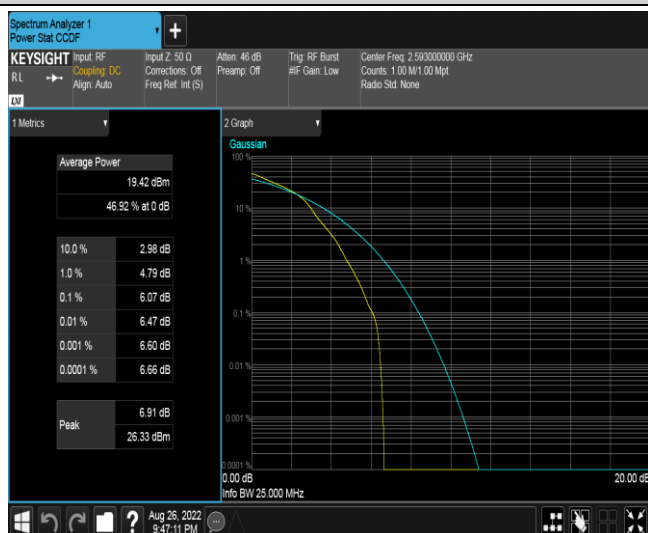 Spectrum Analyzer 1
Power Stat CCDF
+
KEYSIGHT
RL
LXI
Input: RF
Coupling: DC
Align: Auto
Input Z: 50 Ω
Corrections: Off
Freq Ref: Int (S)
Atten: 46 dB
Preamp: Off
Trig: RF Burst
#IF Gain: Low
Center Freq: 2.593000000 GHz
Counts: 1.00 M/1.00 Mpt
Radio Std: None
1 Metrics
Average Power
19.42 dBm
46.92 % at 0 dB
10.0 % 2.98 dB
1.0 % 4.79 dB
0.1 % 6.07 dB
0.01 % 6.47 dB
0.001 % 6.60 dB
0.0001 % 6.66 dB
Peak
6.91 dB
26.33 dBm
2 Graph
Gaussian
100 %
10 %
1 %
0.1 %
0.01 %
0.001 %
0.0001 %
0.00 dB
20.00 dB
Info BW 25.000 MHz
?
Aug 26, 2022
9:47:11 PM